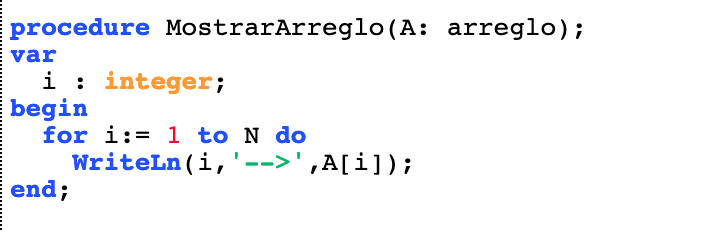 procedure MostrarArreglo(A: arreglo);
var
  i : integer;
begin
  for i:= 1 to N do
    WriteLn(i,'-->',A[i]);
end;